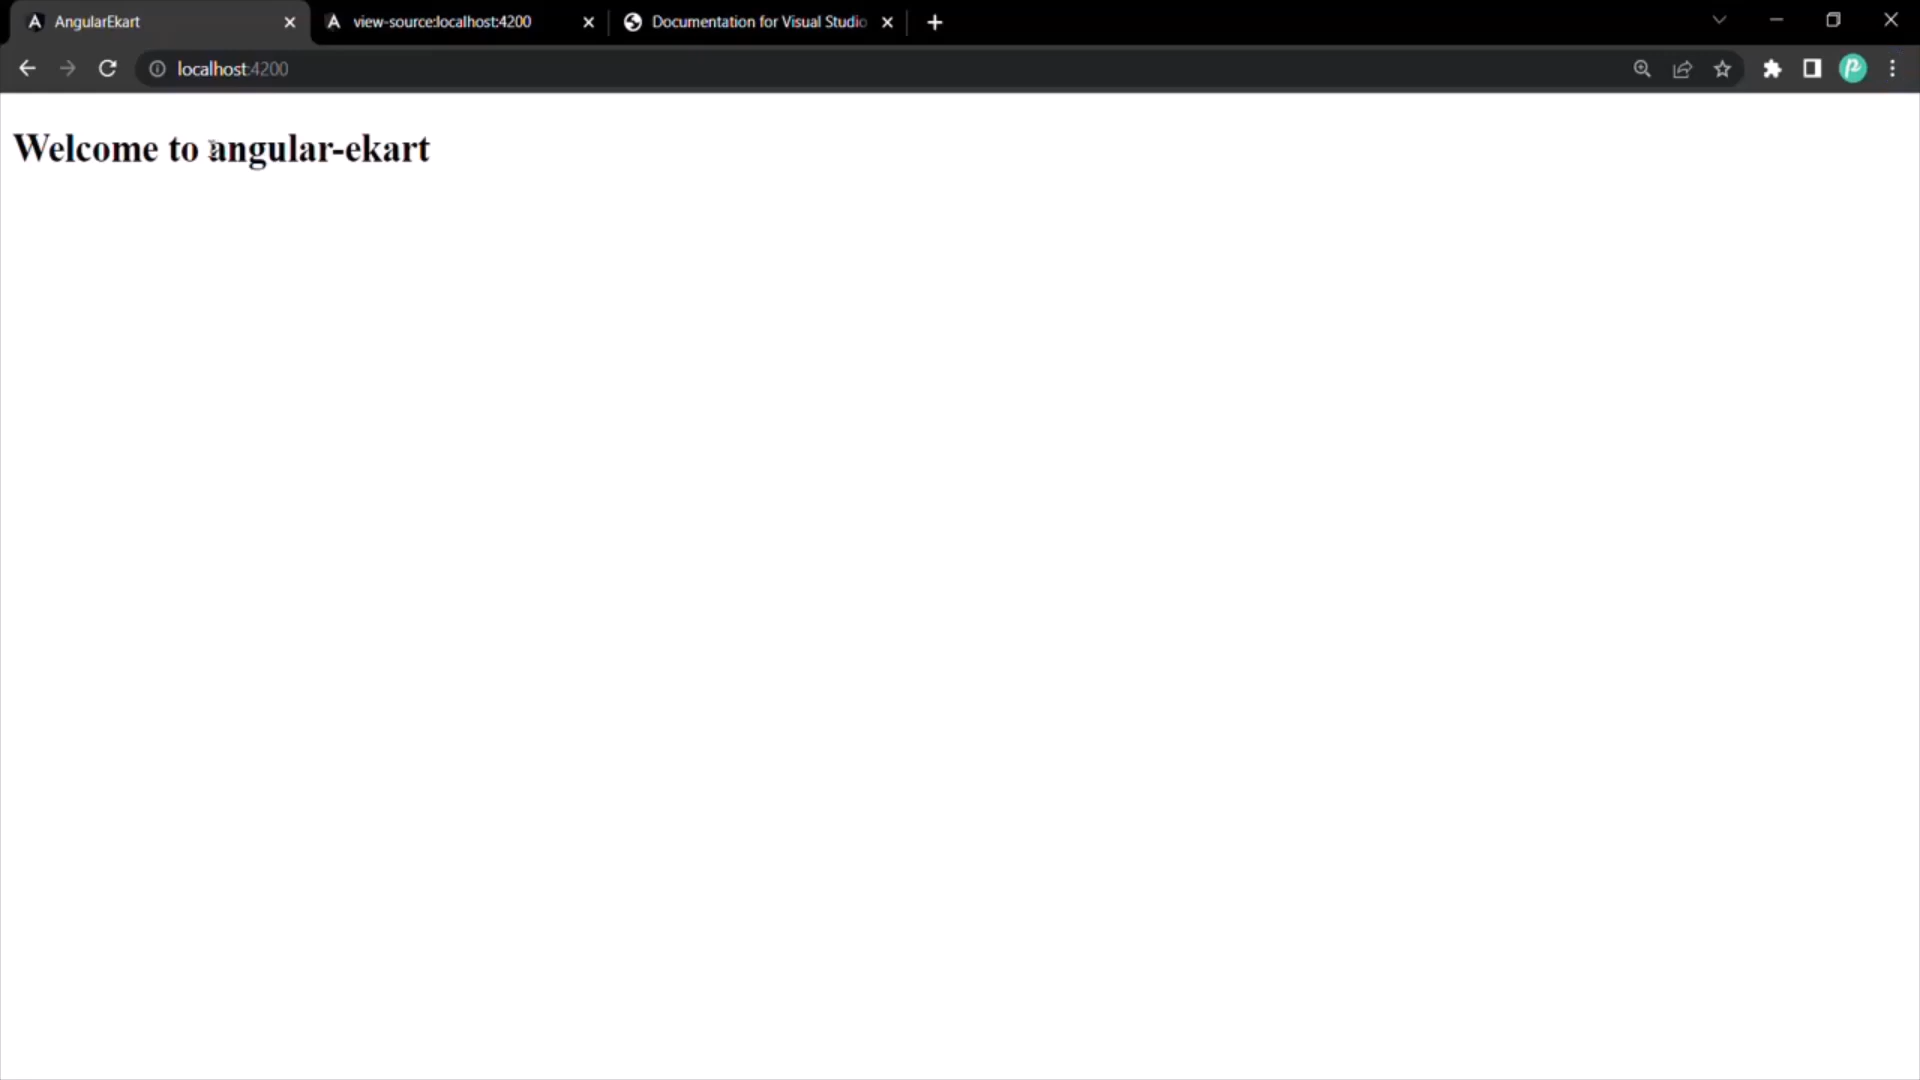 AngularEkart
view-source:localhost:4200
Documentation for Visual Studio
localhost:4200
Welcome to angular-ekart